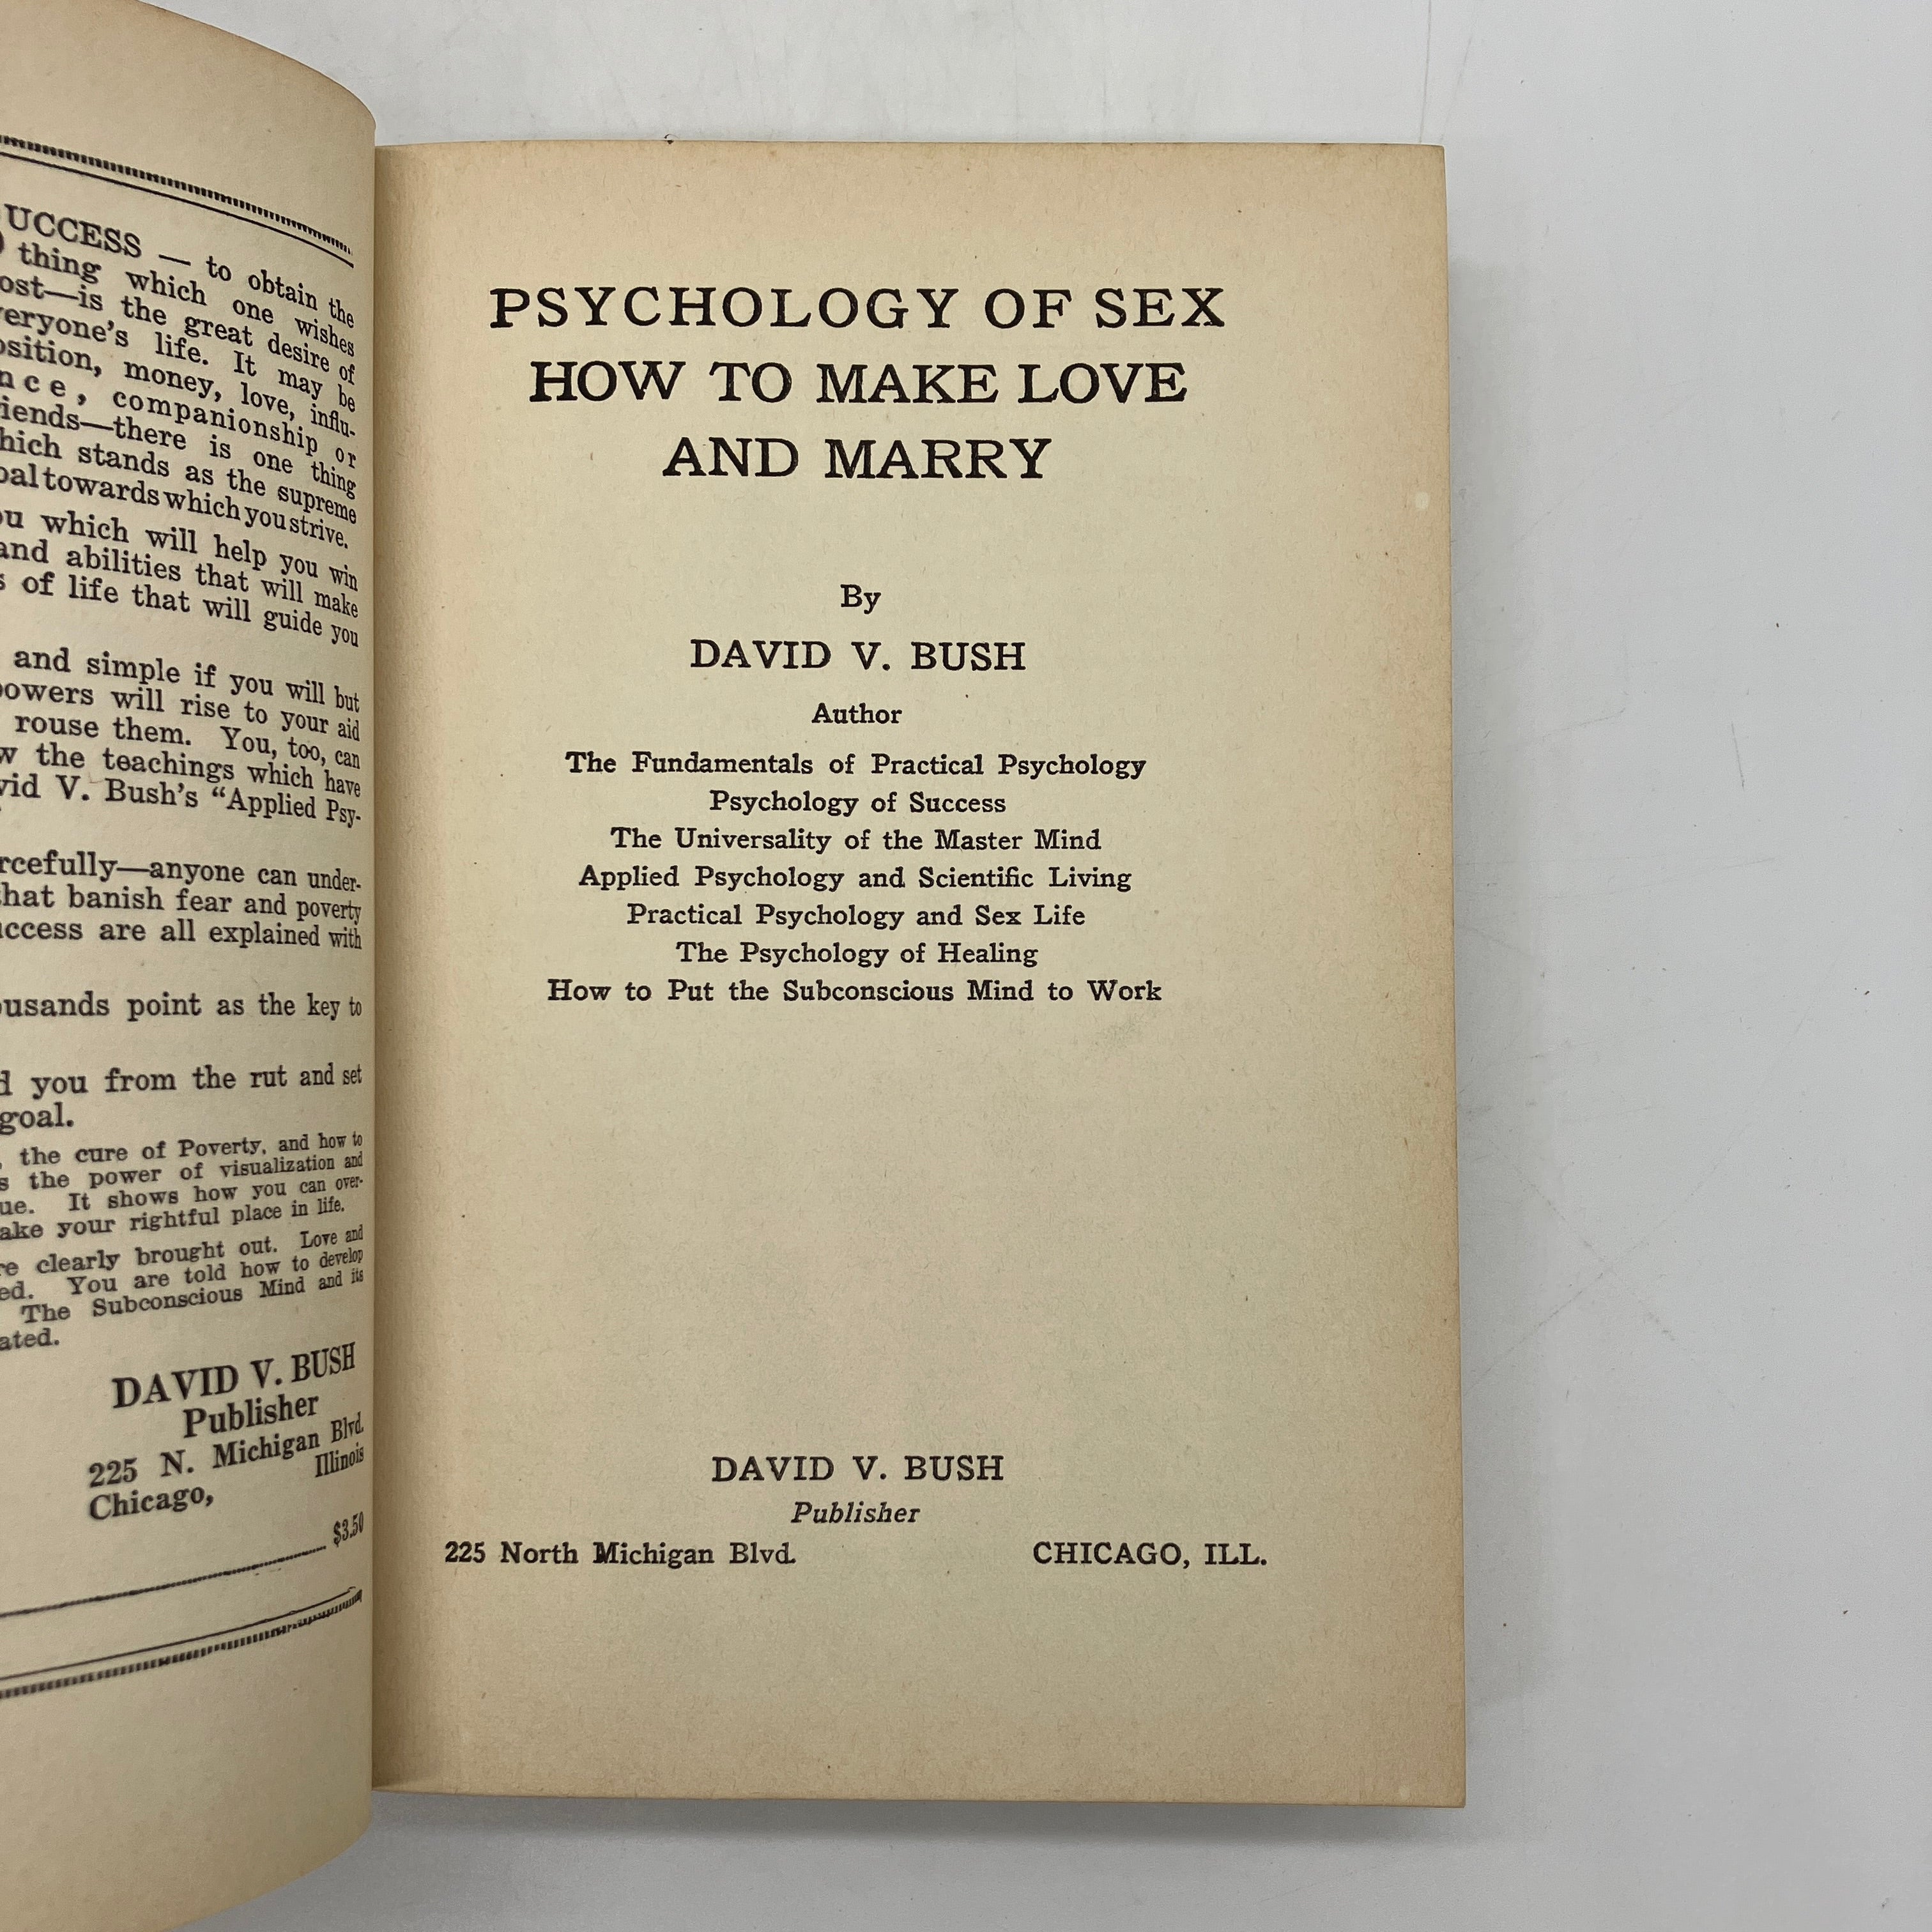 UCCESS — to obtain the
thing which one wishes
ost—is the great desire of
veryone's life. It may be
osition, money, love, influ-
nce, companionship or
riends—there is one thing
hich stands as the supreme
oal towards which you strive.
ou which will help you win
and abilities that will make
s of life that will guide you
and simple if you will but
powers will rise to your aid
rouse them. You, too, can
w the teachings which have
vid V. Bush's "Applied Psy-
rcefully—anyone can under-
that banish fear and poverty
uccess are all explained with
ousands point as the key to
d you from the rut and set
goal.
, the cure of Poverty, and how to
s the power of visualization and
ue. It shows how you can over-
ake your rightful place in life.
re clearly brought out. Love and
ed. You are told how to develop
The Subconscious Mind and its
ated.
DAVID V. BUSH
Publisher
225 N. Michigan Blvd.
Chicago, Illinois
$3.50
PSYCHOLOGY OF SEX
HOW TO MAKE LOVE
AND MARRY
By
DAVID V. BUSH
Author
The Fundamentals of Practical Psychology
Psychology of Success
The Universality of the Master Mind
Applied Psychology and Scientific Living
Practical Psychology and Sex Life
The Psychology of Healing
How to Put the Subconscious Mind to Work
DAVID V. BUSH
Publisher
225 North Michigan Blvd. CHICAGO, ILL.